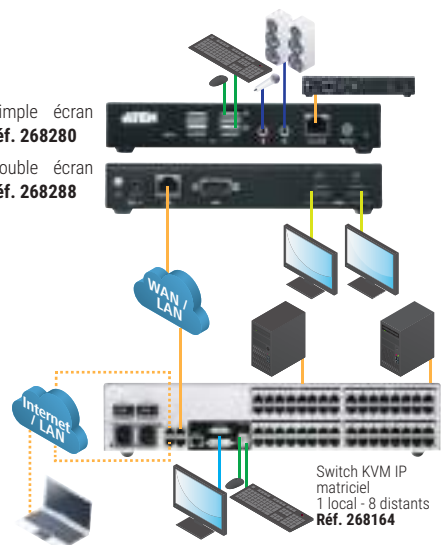 imple écran
éf. 268280
ATEN
ouble écran
éf. 268288
WAN /
LAN
Internet
/ LAN
Switch KVM IP
matriciel
1 local - 8 distants
Réf. 268164